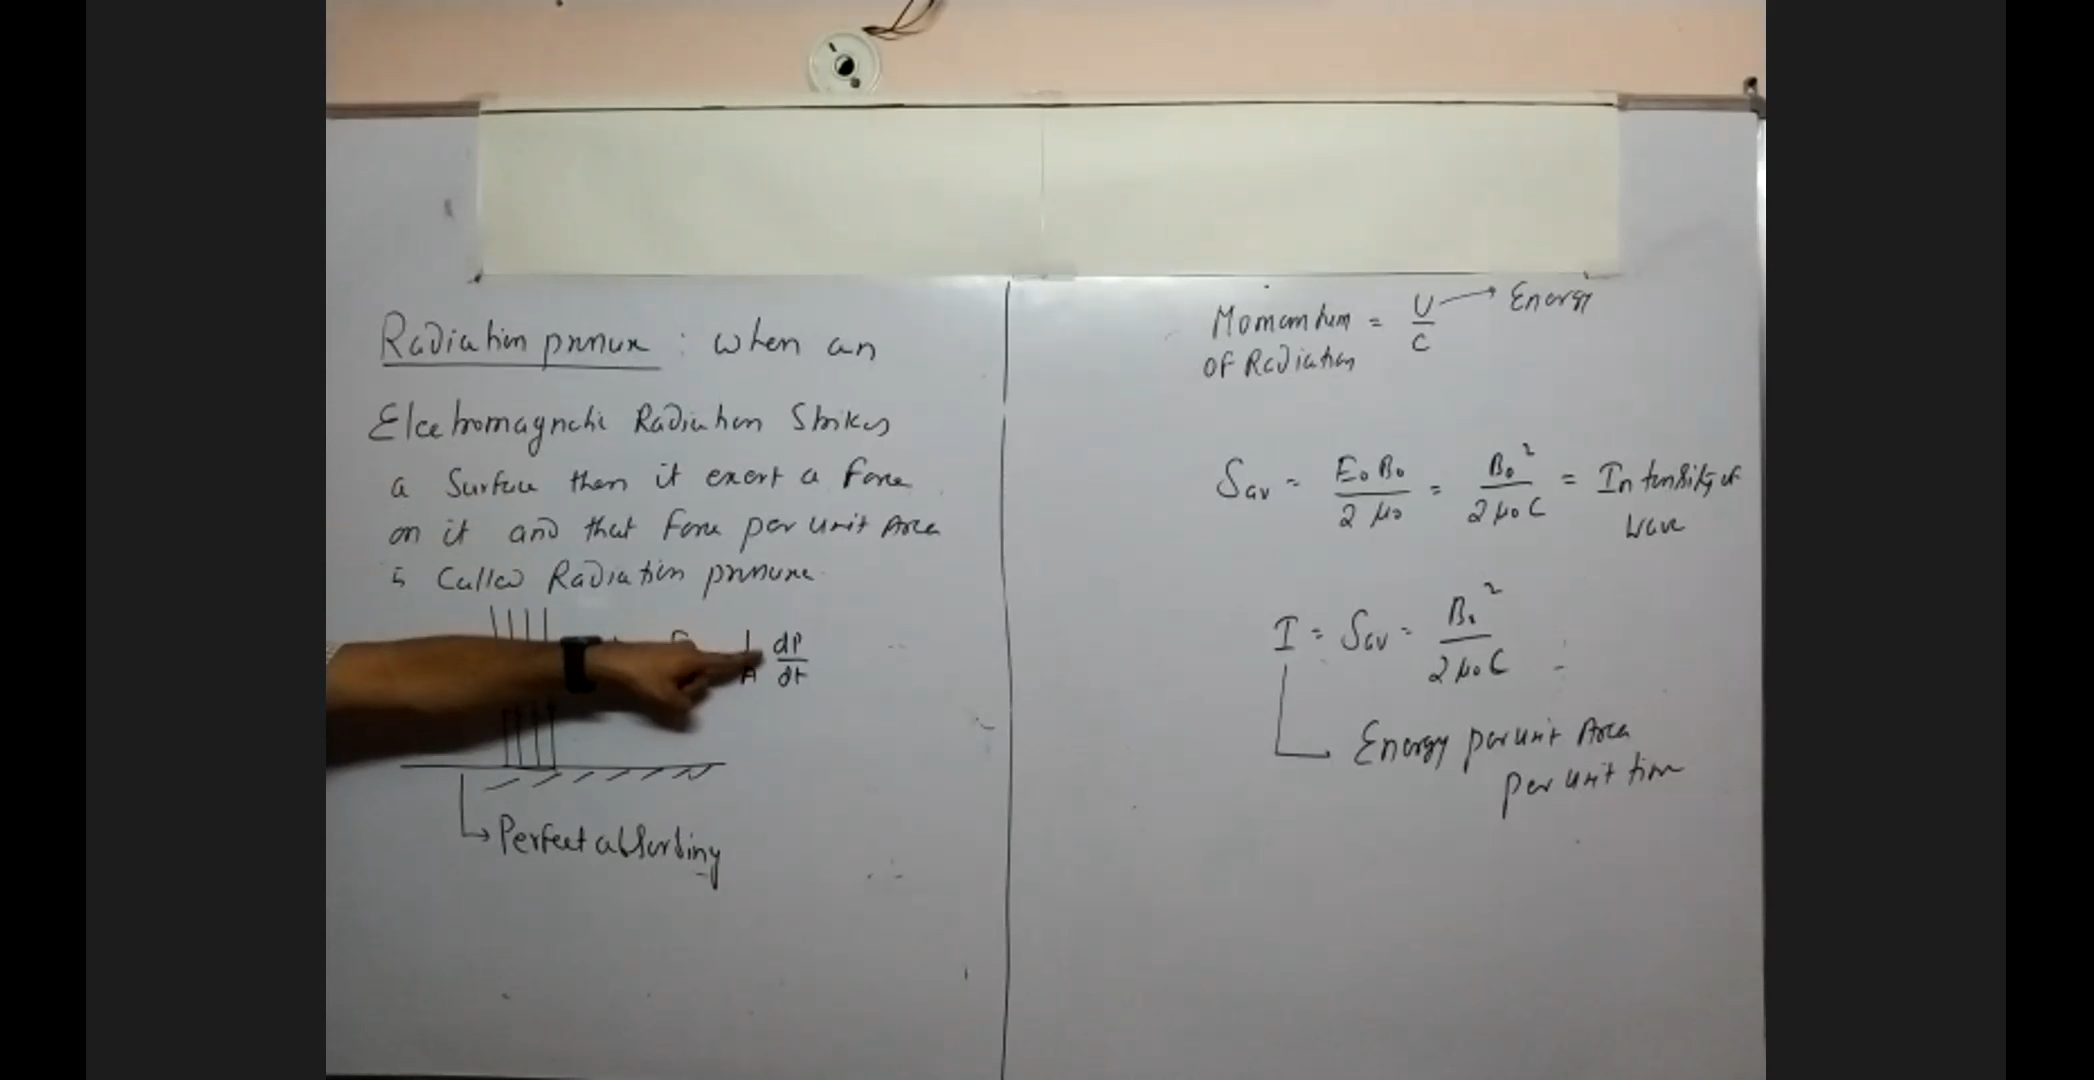 Radiation pressure : when an
Electromagnetic Radiation Strikes
a Surface then it exert a force
on it and that force per unit Area
is Called Radiation pressure
1/A dP/dt
Perfect absorbing
Momentum of Radiation = U/C → Energy
Sav = E₀B₀/2μ₀ = B₀²/2μ₀C = Intensity of wave
I = Sav = B₀²/2μ₀C
Energy per unit Area
per unit time